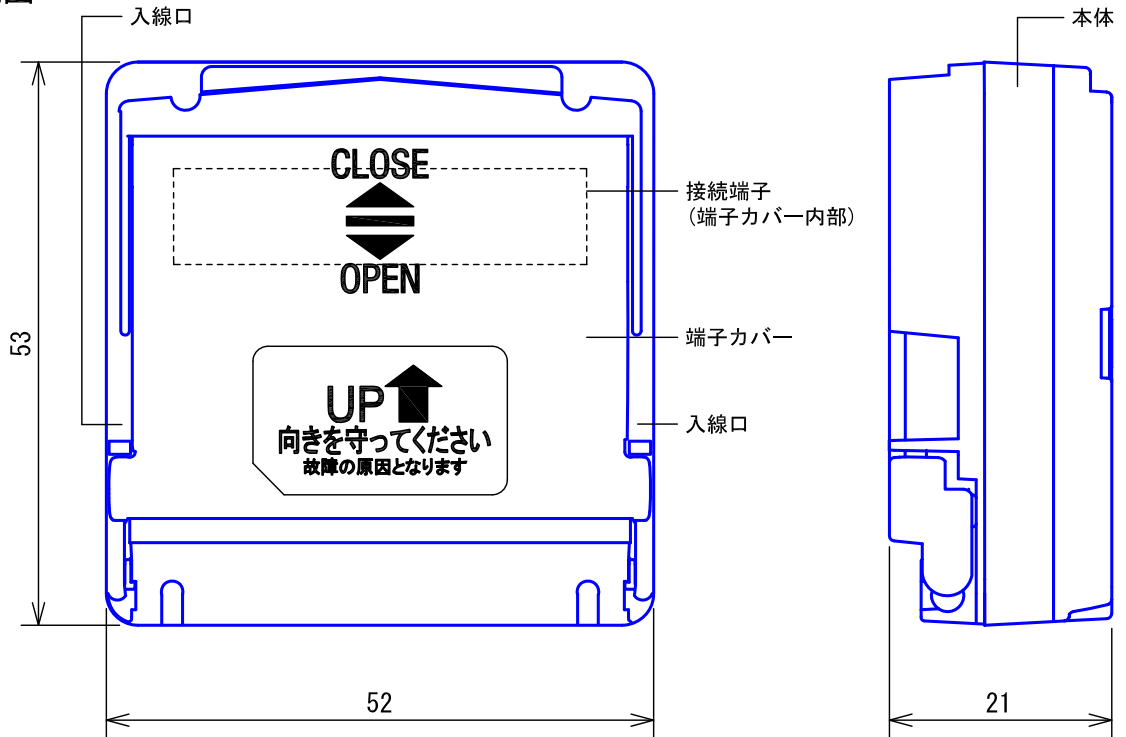 入線口
本体
CLOSE
接続端子
(端子カバー内部)
OPEN
53
端子カバー
UP
入線口
向きを守ってください
故障の原因となります
52
21